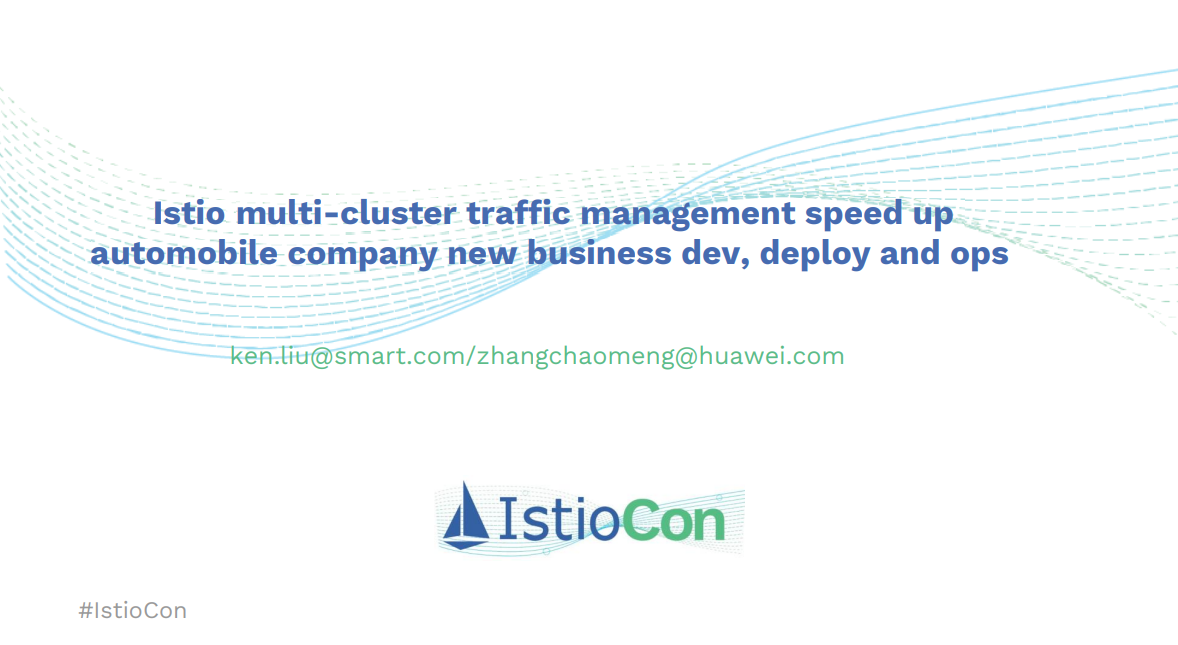 Istio multi-cluster traffic management speed up
automobile company new business dev, deploy and ops
ken.liu@smart.com/zhangchaomeng@huawei.com
IstioCon
#IstioCon